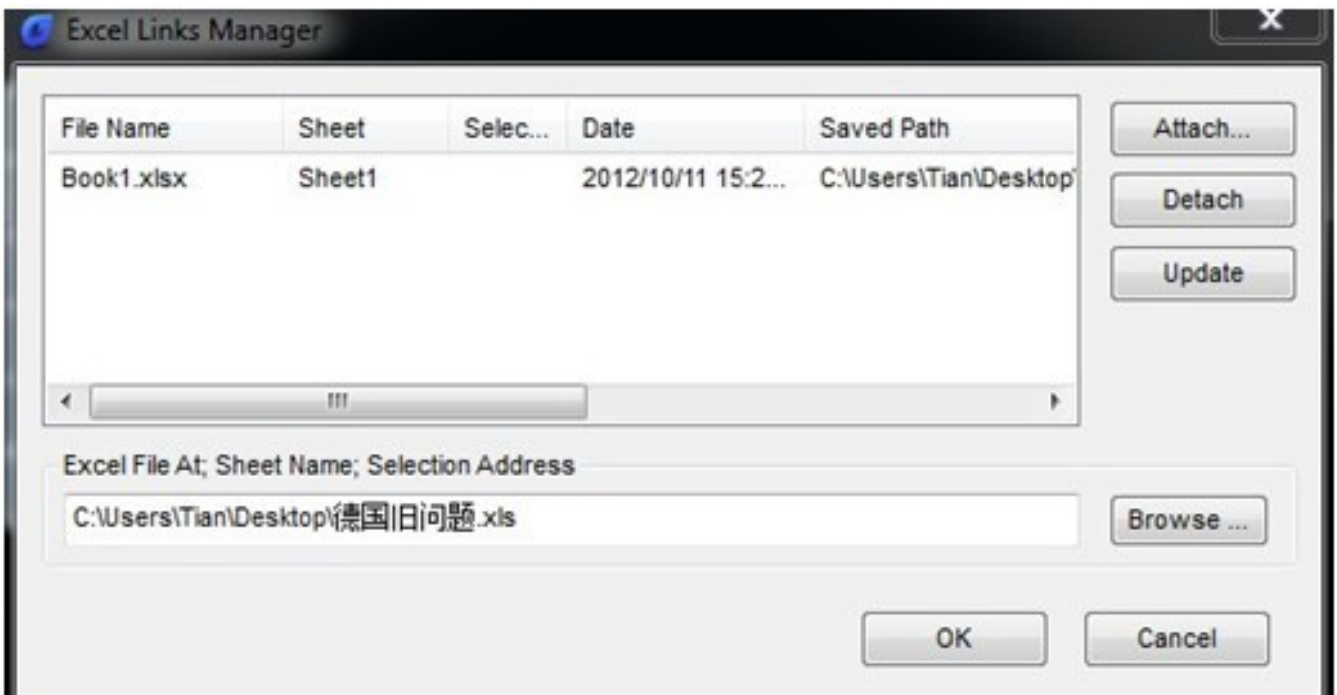 Excel Links Manager
File Name Sheet Selec... Date Saved Path
Book1.xlsx Sheet1 2012/10/11 15:2... C:\Users\Tian\Desktop\
Attach...
Detach
Update
Excel File At; Sheet Name; Selection Address
C:\Users\Tian\Desktop\德国旧问题.xls
Browse ...
OK
Cancel